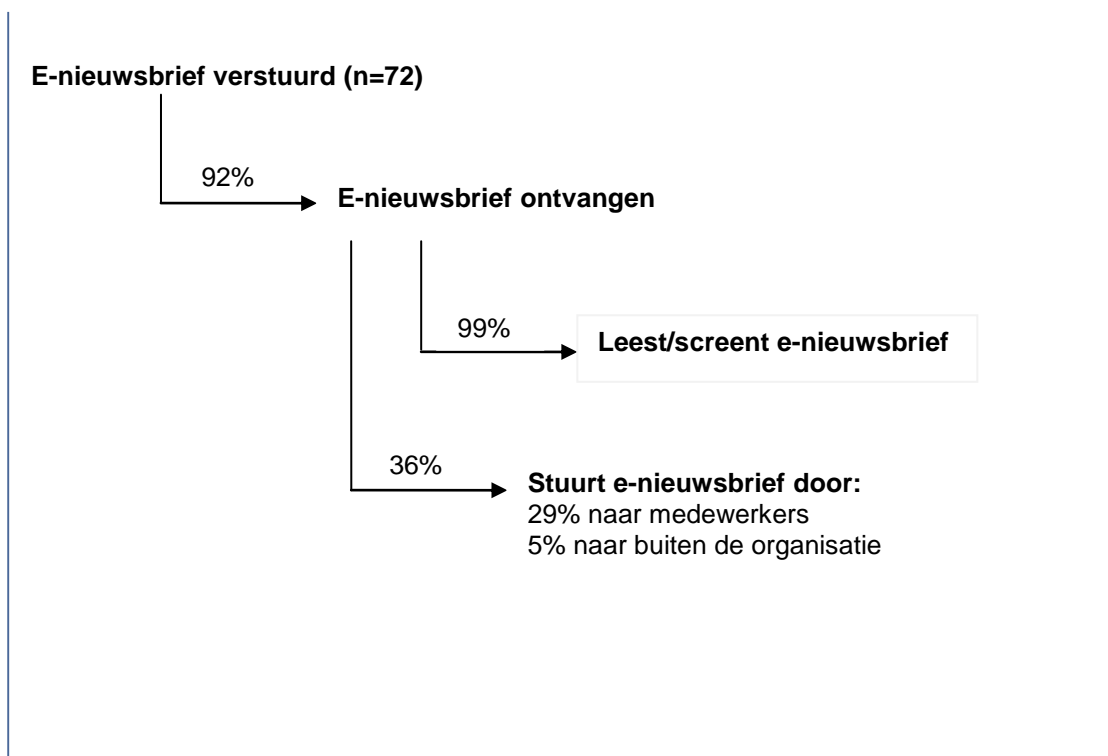 E-nieuwsbrief verstuurd (n=72)
92%
E-nieuwsbrief ontvangen
99%
Leest/screent e-nieuwsbrief
36%
Stuurt e-nieuwsbrief door:
29% naar medewerkers
5% naar buiten de organisatie